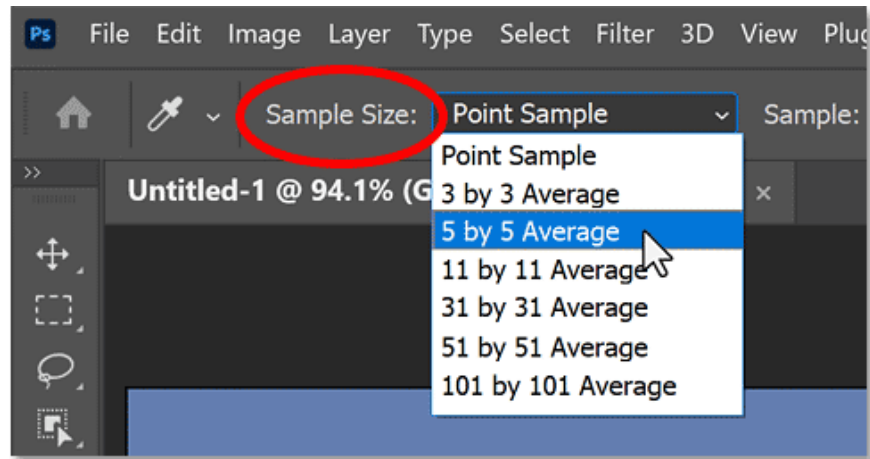 Ps File Edit Image Layer Type Select Filter 3D View Plug
Sample Size: Point Sample Sample:
Untitled-1 @ 94.1% (G
Point Sample
3 by 3 Average
5 by 5 Average
11 by 11 Average
31 by 31 Average
51 by 51 Average
101 by 101 Average